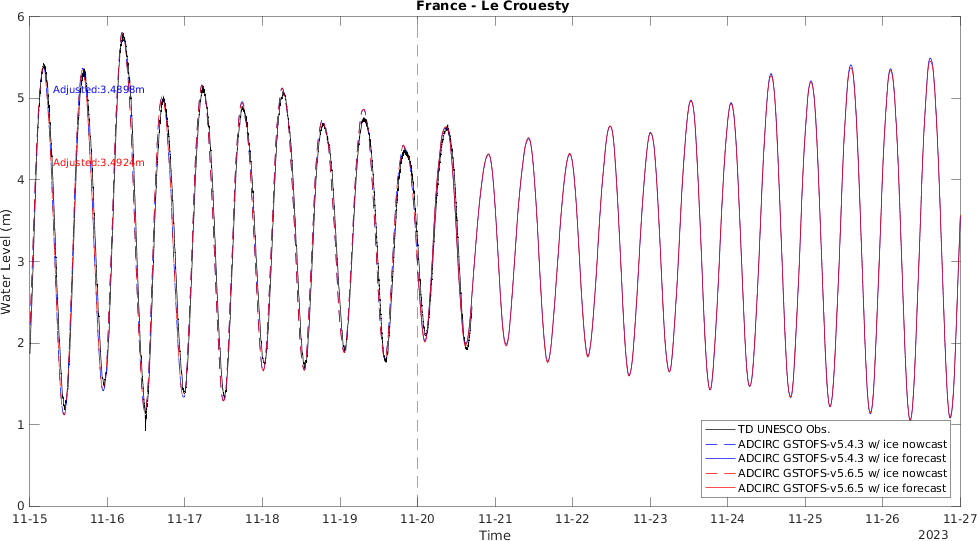 France - Le Crouesty
6
5
4
3
2
1
0
Water Level (m)
Adjusted:3.4898m
Adjusted:3.4924m
TD UNESCO Obs.
ADCIRC GSTOFS-v5.4.3 w/ ice nowcast
ADCIRC GSTOFS-v5.4.3 w/ ice forecast
ADCIRC GSTOFS-v5.6.5 w/ ice nowcast
ADCIRC GSTOFS-v5.6.5 w/ ice forecast
11-15 11-16 11-17 11-18 11-19 11-20 11-21 11-22 11-23 11-24 11-25 11-26 11-27
Time
2023